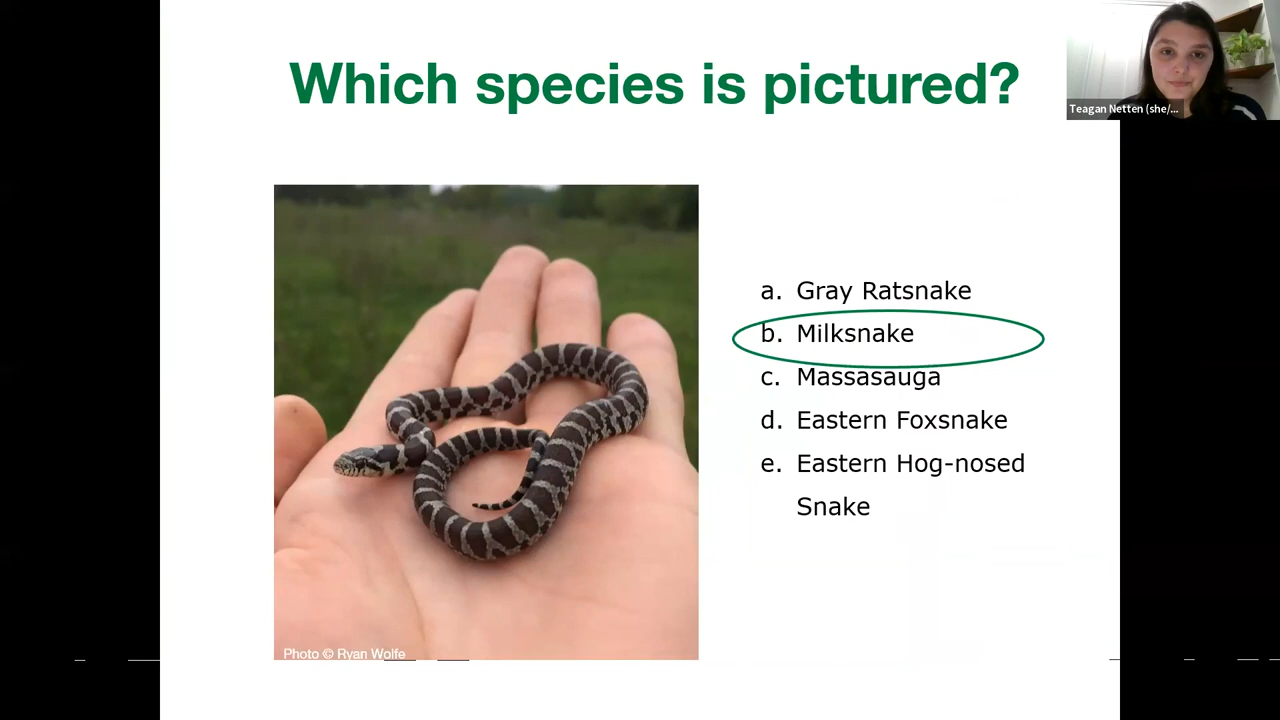 Which species is pictured?
Teagan Netten (she/...
a. Gray Ratsnake
b. Milksnake
c. Massasauga
d. Eastern Foxsnake
e. Eastern Hog-nosed
Snake
Photo © Ryan Wolfe